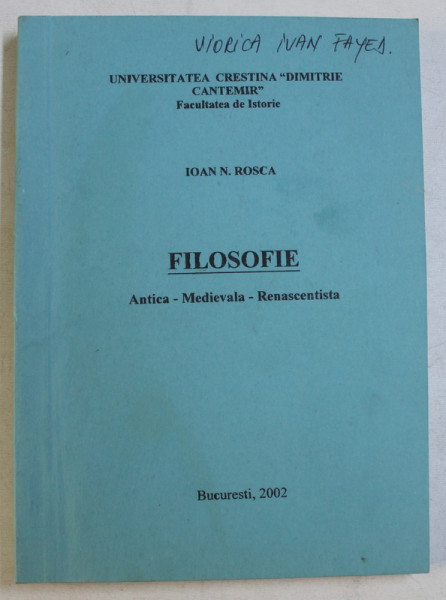 VIORICA IVAN FAYED.
UNIVERSITATEA CRESTINA "DIMITRIE
CANTEMIR"
Facultatea de Istorie
IOAN N. ROSCA
FILOSOFIE
Antica - Medievala - Renascentista
Bucuresti, 2002